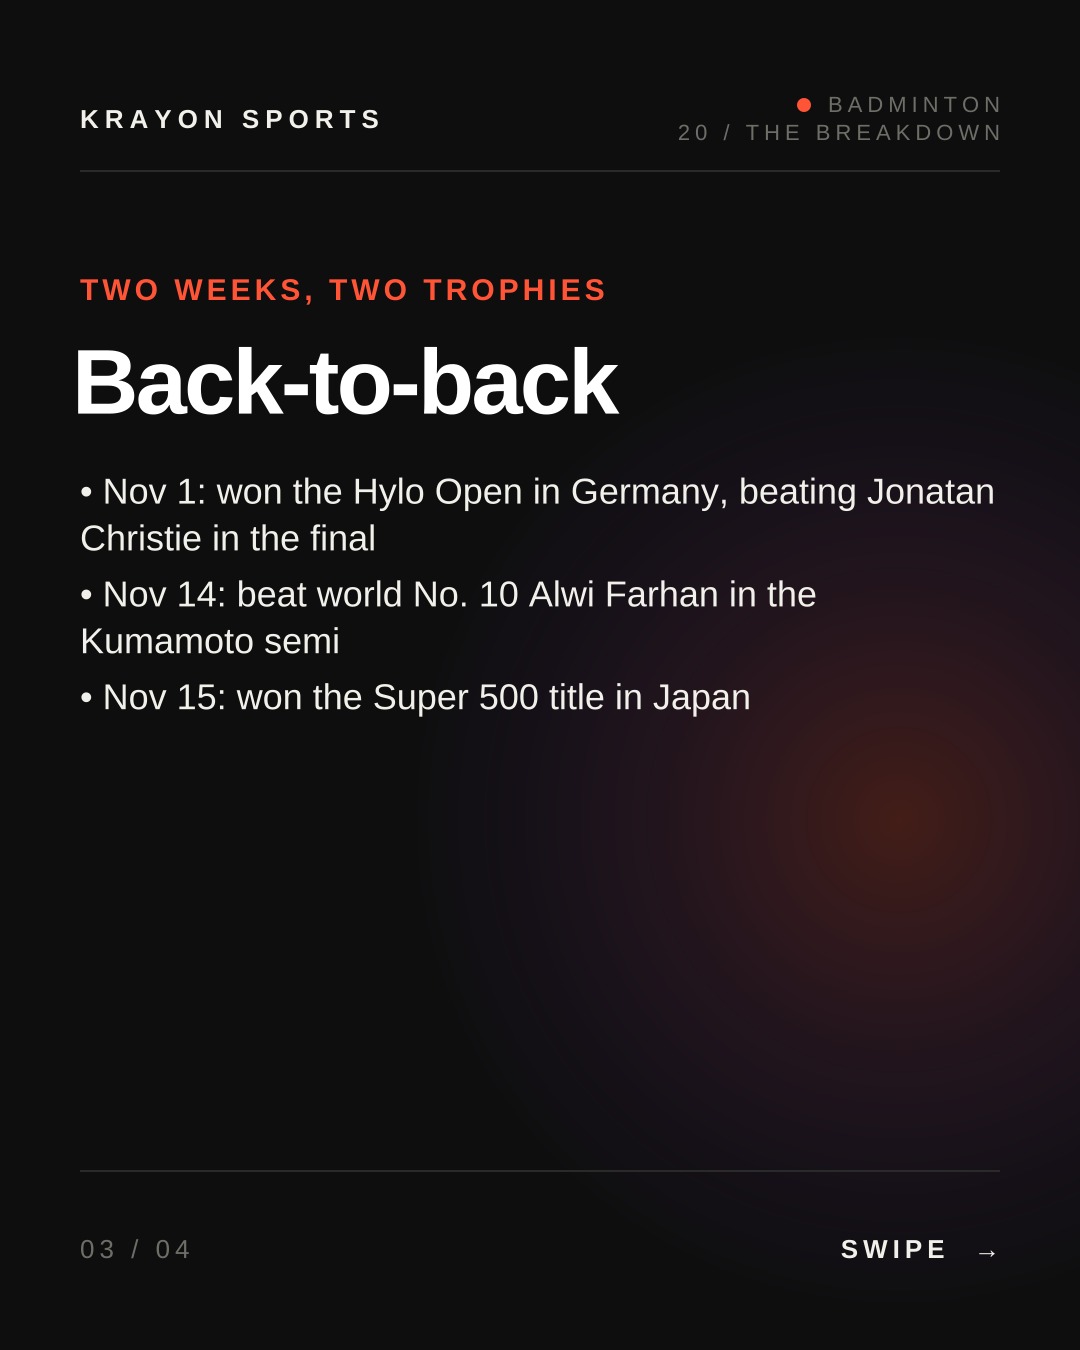 KRAYON SPORTS
BADMINTON
20 / THE BREAKDOWN
TWO WEEKS, TWO TROPHIES
Back-to-back
• Nov 1: won the Hylo Open in Germany, beating Jonatan
Christie in the final
• Nov 14: beat world No. 10 Alwi Farhan in the
Kumamoto semi
• Nov 15: won the Super 500 title in Japan
03 / 04
SWIPE →